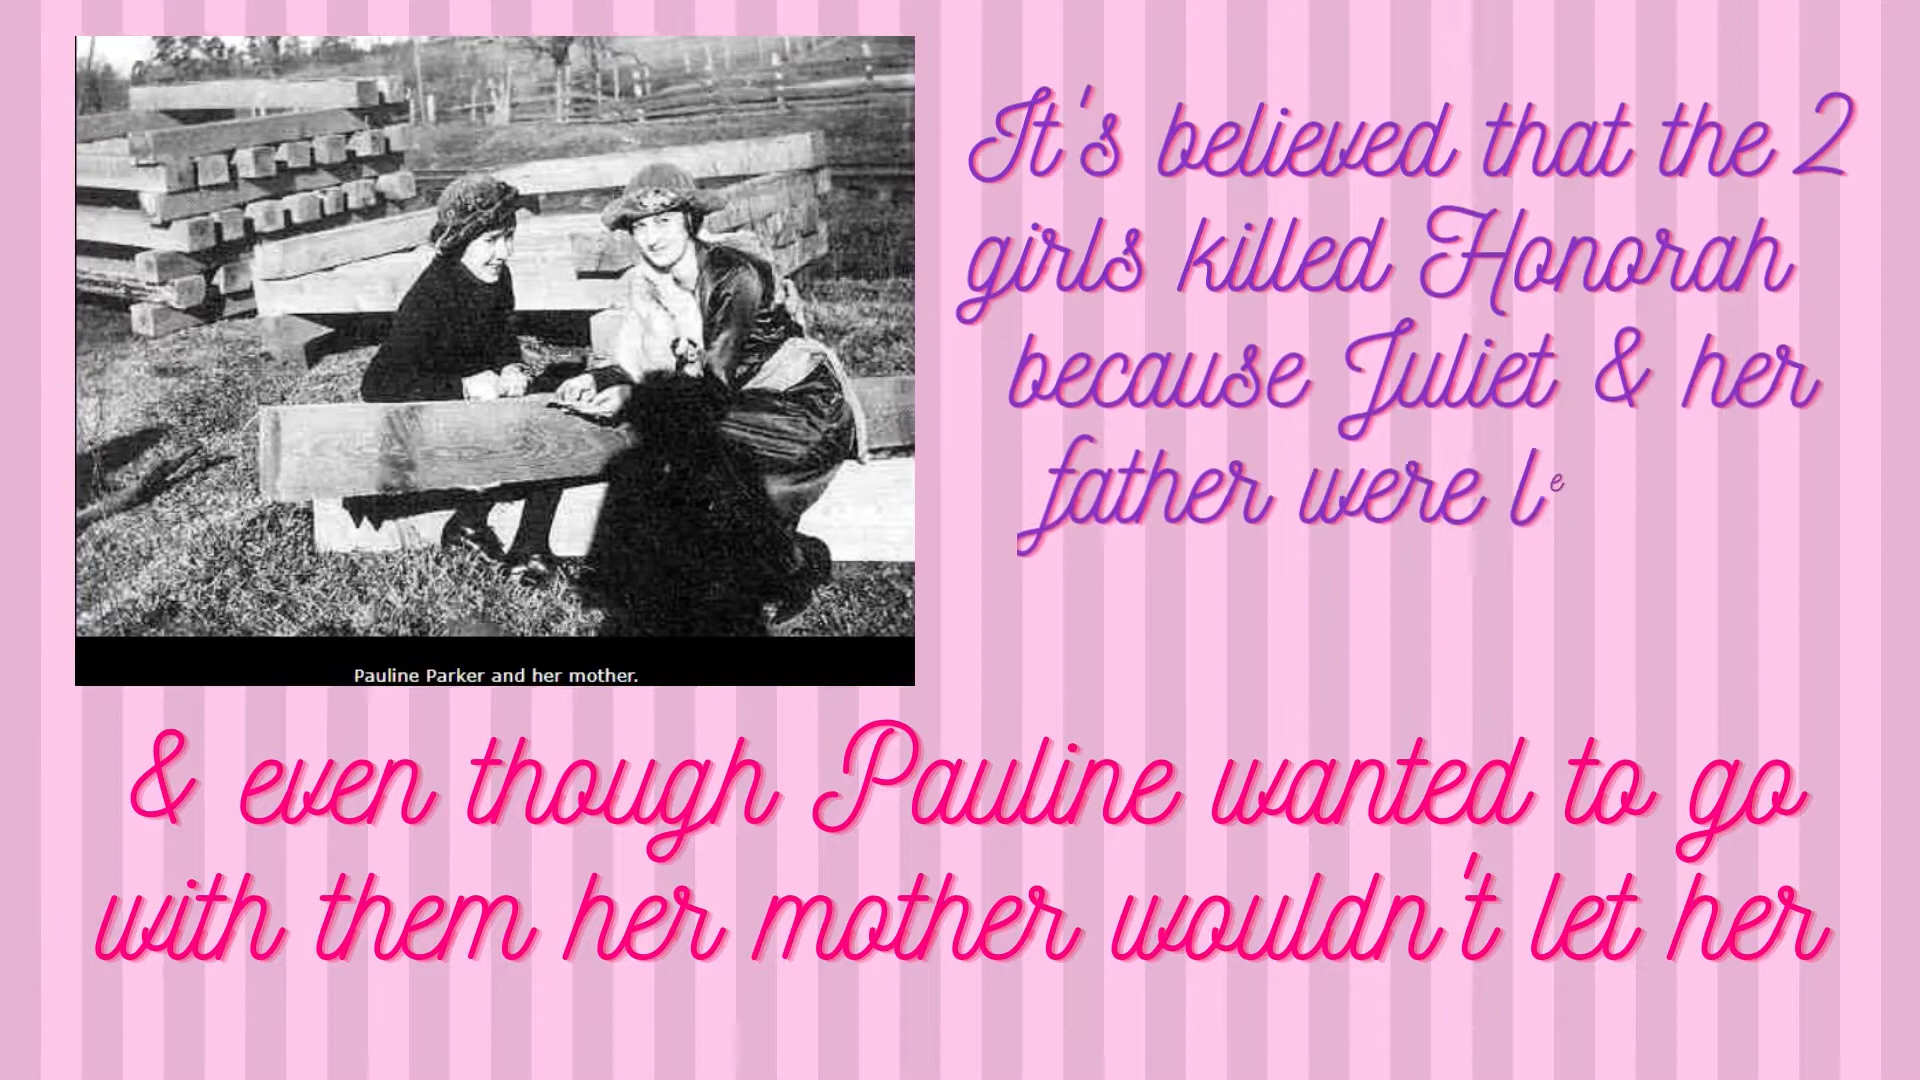 It's believed that the 2
girls killed Honorah
because Juliet & her
father were le
Pauline Parker and her mother.
& even though Pauline wanted to go
with them her mother wouldn't let her